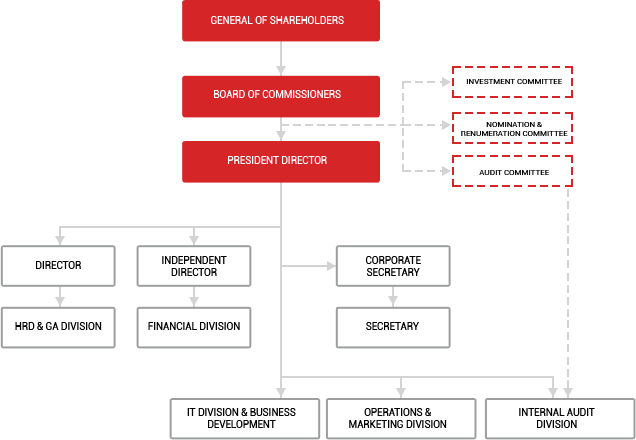 GENERAL OF SHAREHOLDERS
BOARD OF COMMISSIONERS
INVESTMENT COMMITTEE
NOMINATION &
RENUMERATION COMMITTEE
PRESIDENT DIRECTOR
AUDIT COMMITTEE
DIRECTOR
INDEPENDENT
DIRECTOR
CORPORATE
SECRETARY
HRD & GA DIVISION
FINANCIAL DIVISION
SECRETARY
IT DIVISION & BUSINESS
DEVELOPMENT
OPERATIONS &
MARKETING DIVISION
INTERNAL AUDIT
DIVISION